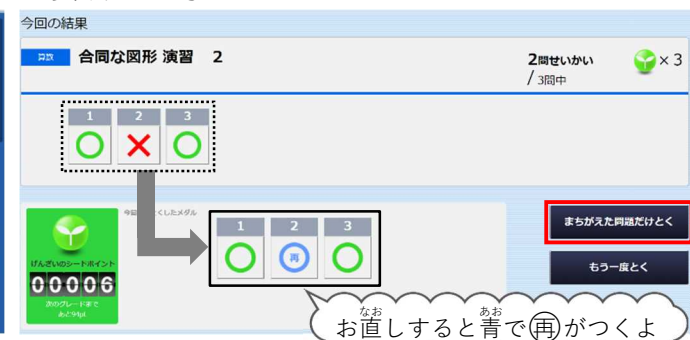 今回の結果
算数 合同な図形 演習 2
2問せいかい
/ 3問中
×3
1 2 3
げんざいのシードポイント
00006
次のグレードまで
あと94pt
1 2 3
再
まちがえた問題だけとく
もう一度とく
お直しすると青で再がつくよ
なお
あお